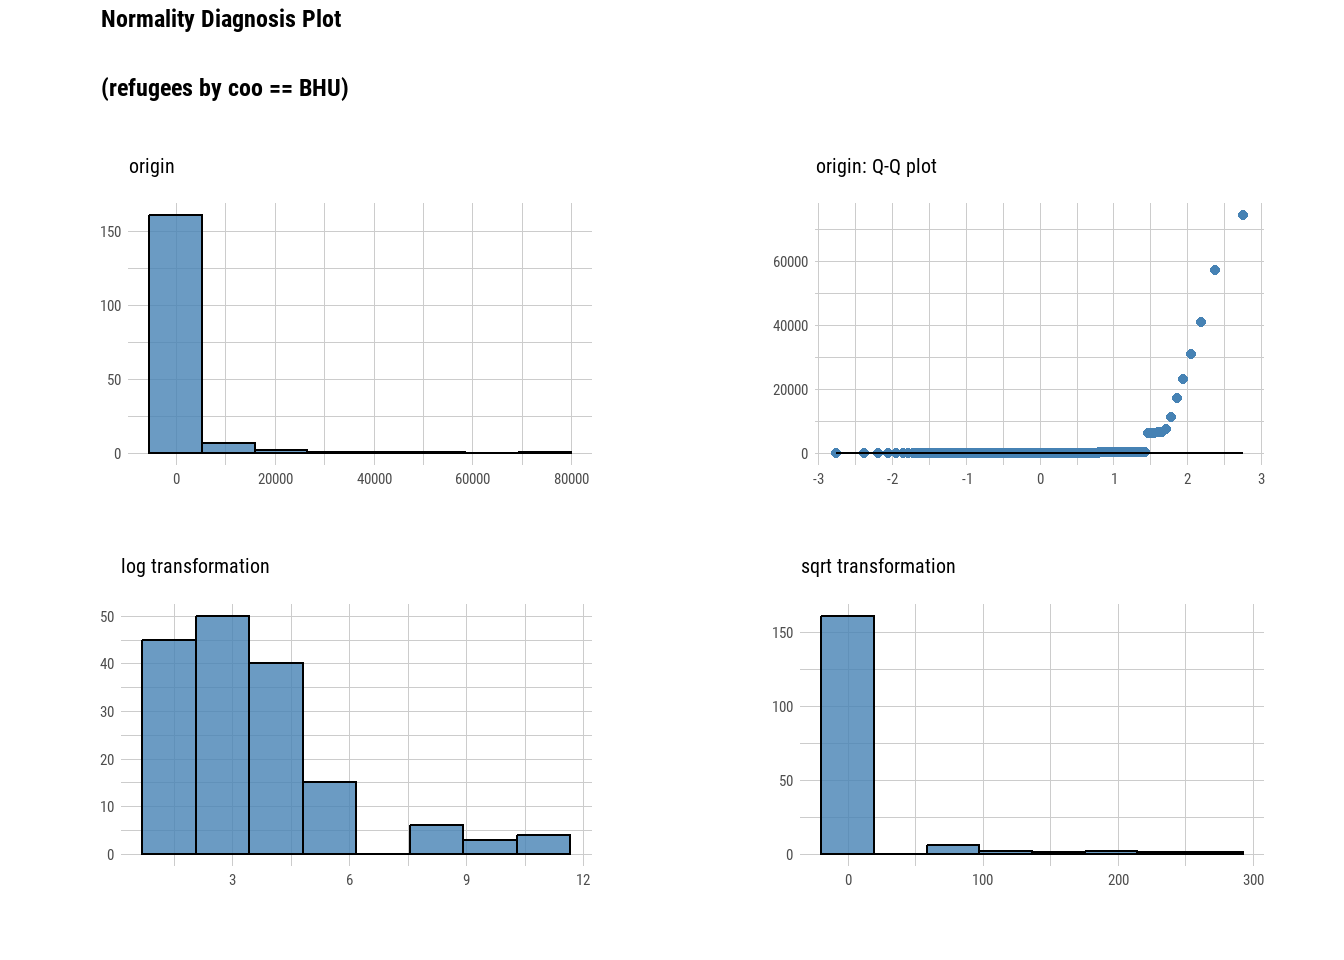 Normality Diagnosis Plot
(refugees by coo == BHU)
origin
150
100
50
0
0 20000 40000 60000 80000
origin: Q-Q plot
60000
40000
20000
0
-3 -2 -1 0 1 2 3
log transformation
50
40
30
20
10
0
3 6 9 12
sqrt transformation
150
100
50
0
0 100 200 300